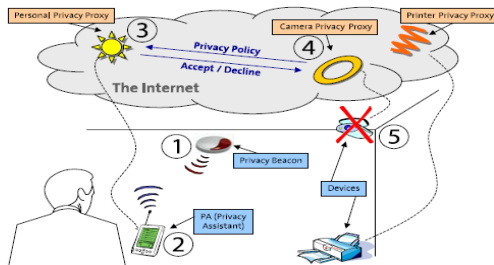 Personal Privacy Proxy
3
Privacy Policy
Accept / Decline
Camera Privacy Proxy
4
Printer Privacy Proxy
The Internet
1
Privacy Beacon
5
Devices
PA (Privacy
Assistant)
2